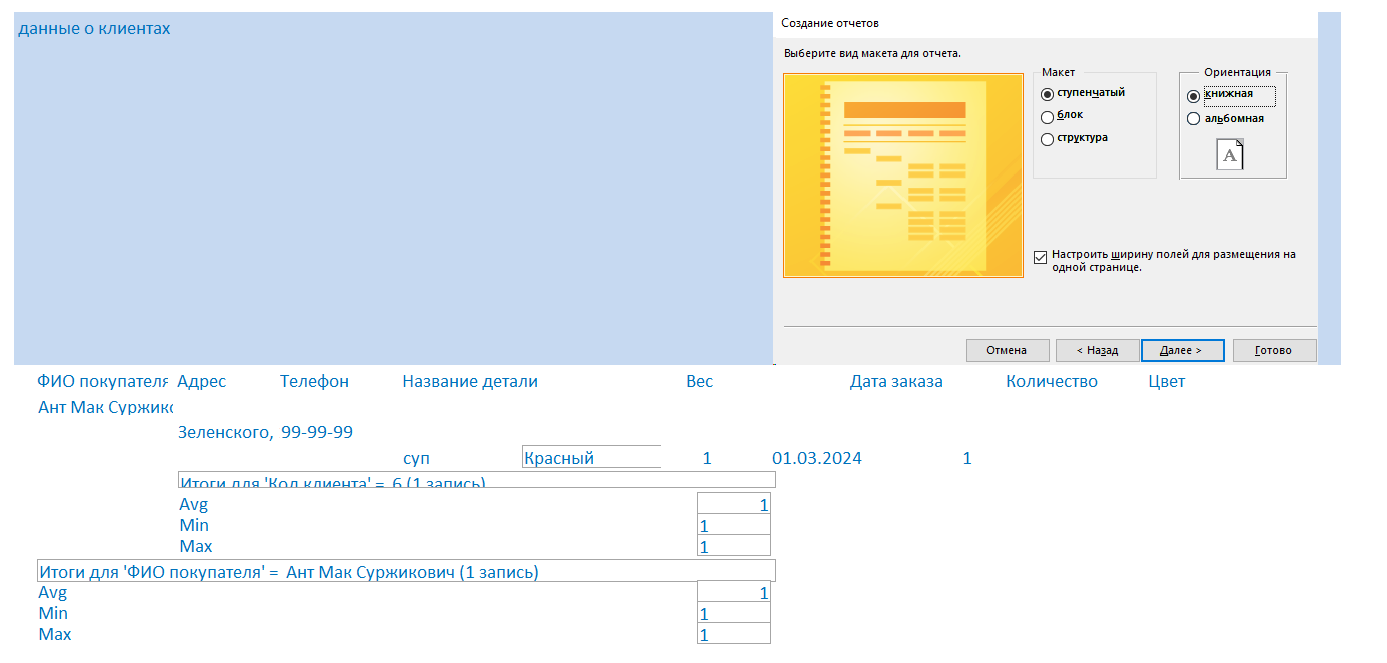 данные о клиентах
Создание отчетов
Выберите вид макета для отчета.
Макет
ступенчатый
блок
структура
Ориентация
книжная
альбомная
A
Настроить ширину полей для размещения на
одной странице.
Отмена < Назад Далее > Готово
ФИО покупателя Адрес Телефон Название детали Вес Дата заказа Количество Цвет
Ант Мак Суржико
Зеленского, 99-99-99
суп Красный 1 01.03.2024 1
Итоги для 'Код клиента' = 6 (1 запись)
Avg 1
Min 1
Max 1
Итоги для 'ФИО покупателя' = Ант Мак Суржикович (1 запись)
Avg 1
Min 1
Max 1